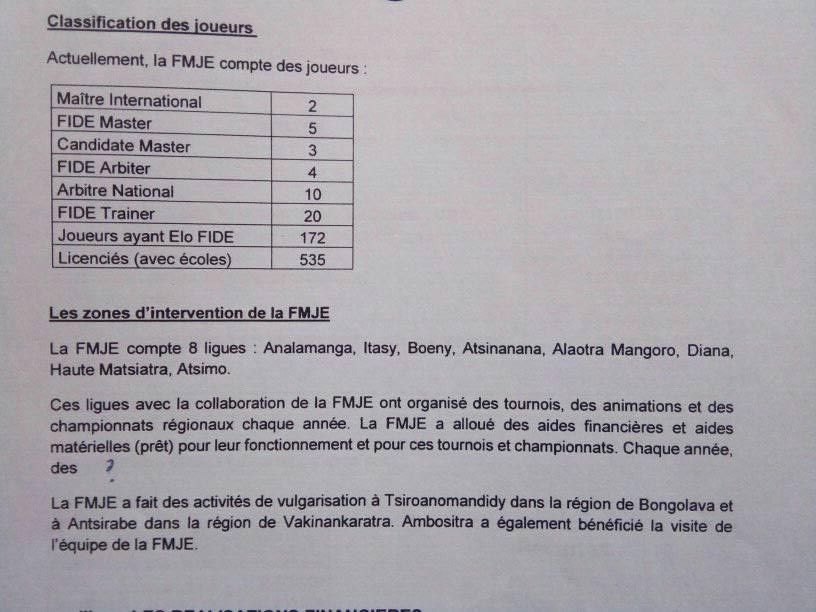 Classification des joueurs
Actuellement, la FMJE compte des joueurs :
Maître International 2
FIDE Master 5
Candidate Master 3
FIDE Arbiter 4
Arbitre National 10
FIDE Trainer 20
Joueurs ayant Elo FIDE 172
Licenciés (avec écoles) 535
Les zones d'intervention de la FMJE
La FMJE compte 8 ligues : Analamanga, Itasy, Boeny, Atsinanana, Alaotra Mangoro, Diana,
Haute Matsiatra, Atsimo.
Ces ligues avec la collaboration de la FMJE ont organisé des tournois, des animations et des
championnats régionaux chaque année. La FMJE a alloué des aides financières et aides
matérielles (prêt) pour leur fonctionnement et pour ces tournois et championnats. Chaque année,
des ?
La FMJE a fait des activités de vulgarisation à Tsiroanomandidy dans la région de Bongolava et
à Antsirabe dans la région de Vakinankaratra. Ambositra a également bénéficié la visite de
l'équipe de la FMJE.
LES REALISATIONS FINANCIERES